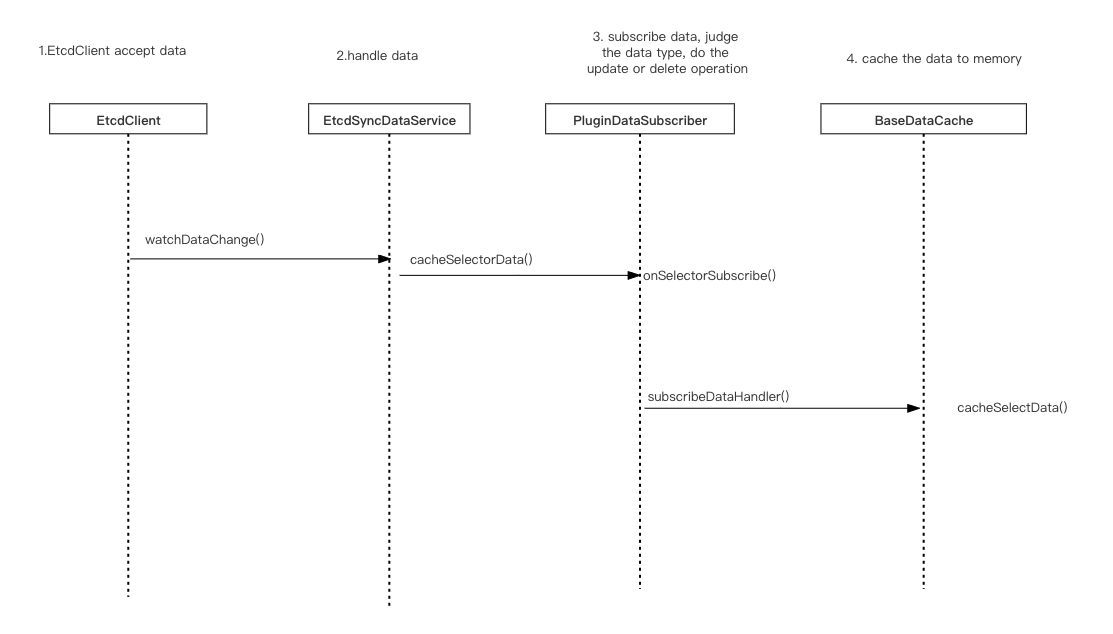 1.EtcdClient accept data
2.handle data
3. subscribe data, judge
the data type, do the
update or delete operation
4. cache the data to memory
EtcdClient
EtcdSyncDataService
PluginDataSubscriber
BaseDataCache
watchDataChange()
cacheSelectorData()
onSelectorSubscribe()
subscribeDataHandler()
cacheSelectData()